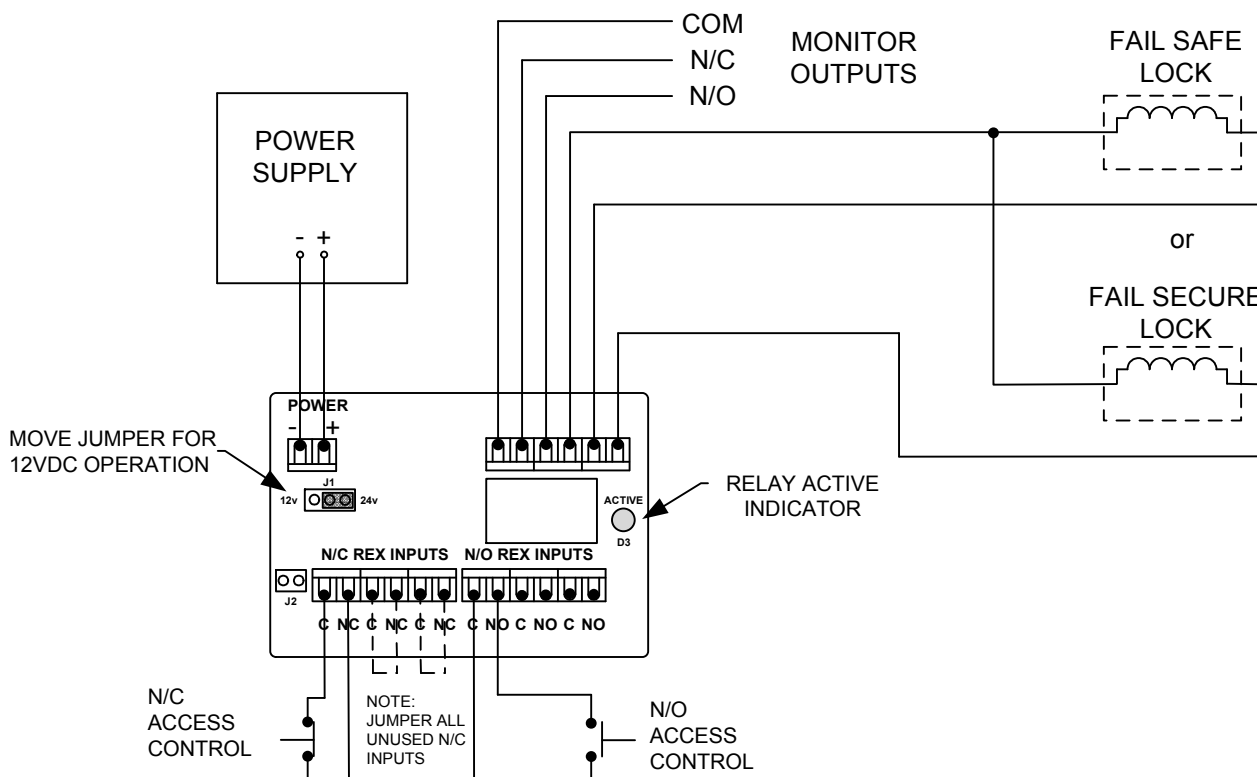 COM
N/C
N/O
MONITOR
OUTPUTS
FAIL SAFE
LOCK
POWER
SUPPLY
- +
or
FAIL SECURE
LOCK
POWER
- +
MOVE JUMPER FOR
12VDC OPERATION
J1
12v
24v
ACTIVE
D3
RELAY ACTIVE
INDICATOR
N/C REX INPUTS
N/O REX INPUTS
J2
C NC C NC C NC C NO C NO C NO
N/C
ACCESS
CONTROL
NOTE:
JUMPER ALL
UNUSED N/C
INPUTS
N/O
ACCESS
CONTROL